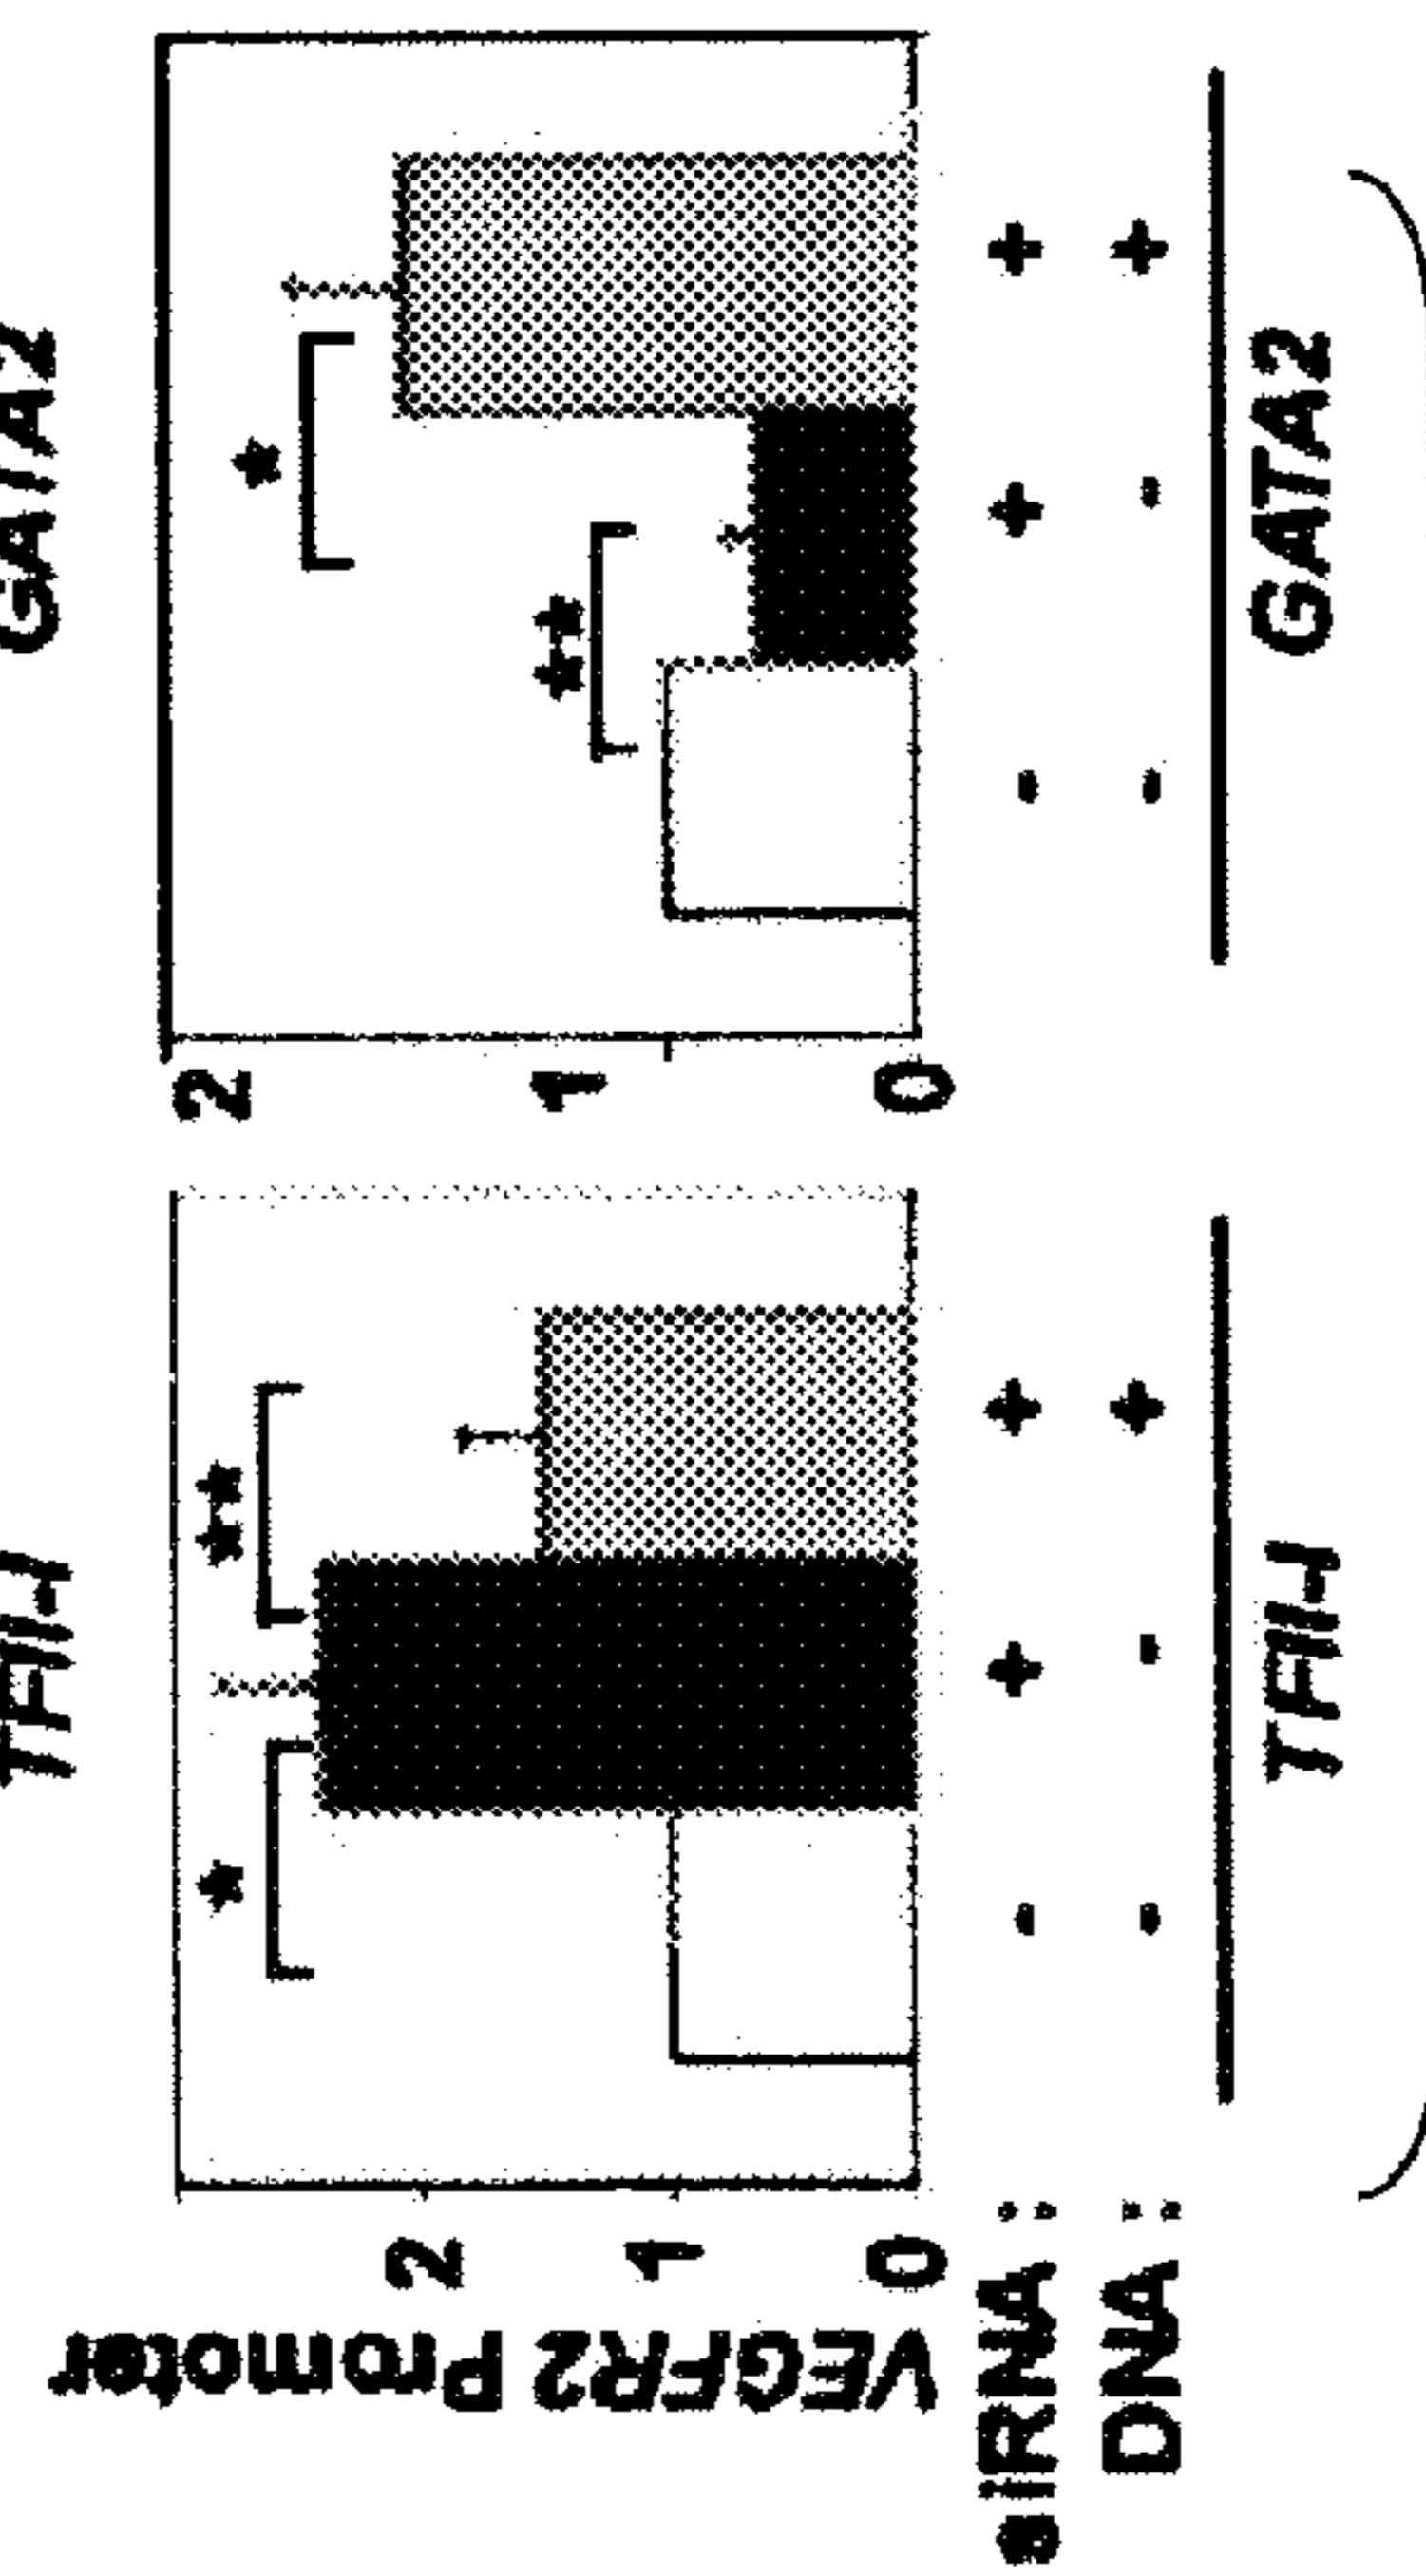 TFII-I GATA2
VEGFR2 Promoter
* **
*
**
2
1
0
2
1
0
siRNA : - + + - + +
DNA : - - + - - +
TFII-I GATA2